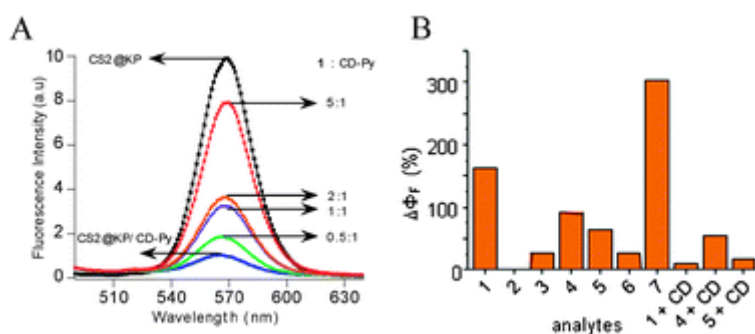 A
CS2@KP
1 : CD-Py
5:1
2:1
1:1
0.5:1
CS2@KP/CD-Py
Fluorescence Intensity (a.u)
10
8
6
4
2
0
510
540
570
600
630
Wavelength (nm)
B
ΔΦF (%)
300
200
100
0
1
2
3
4
5
6
7
1 + CD
4 + CD
5 + CD
analytes